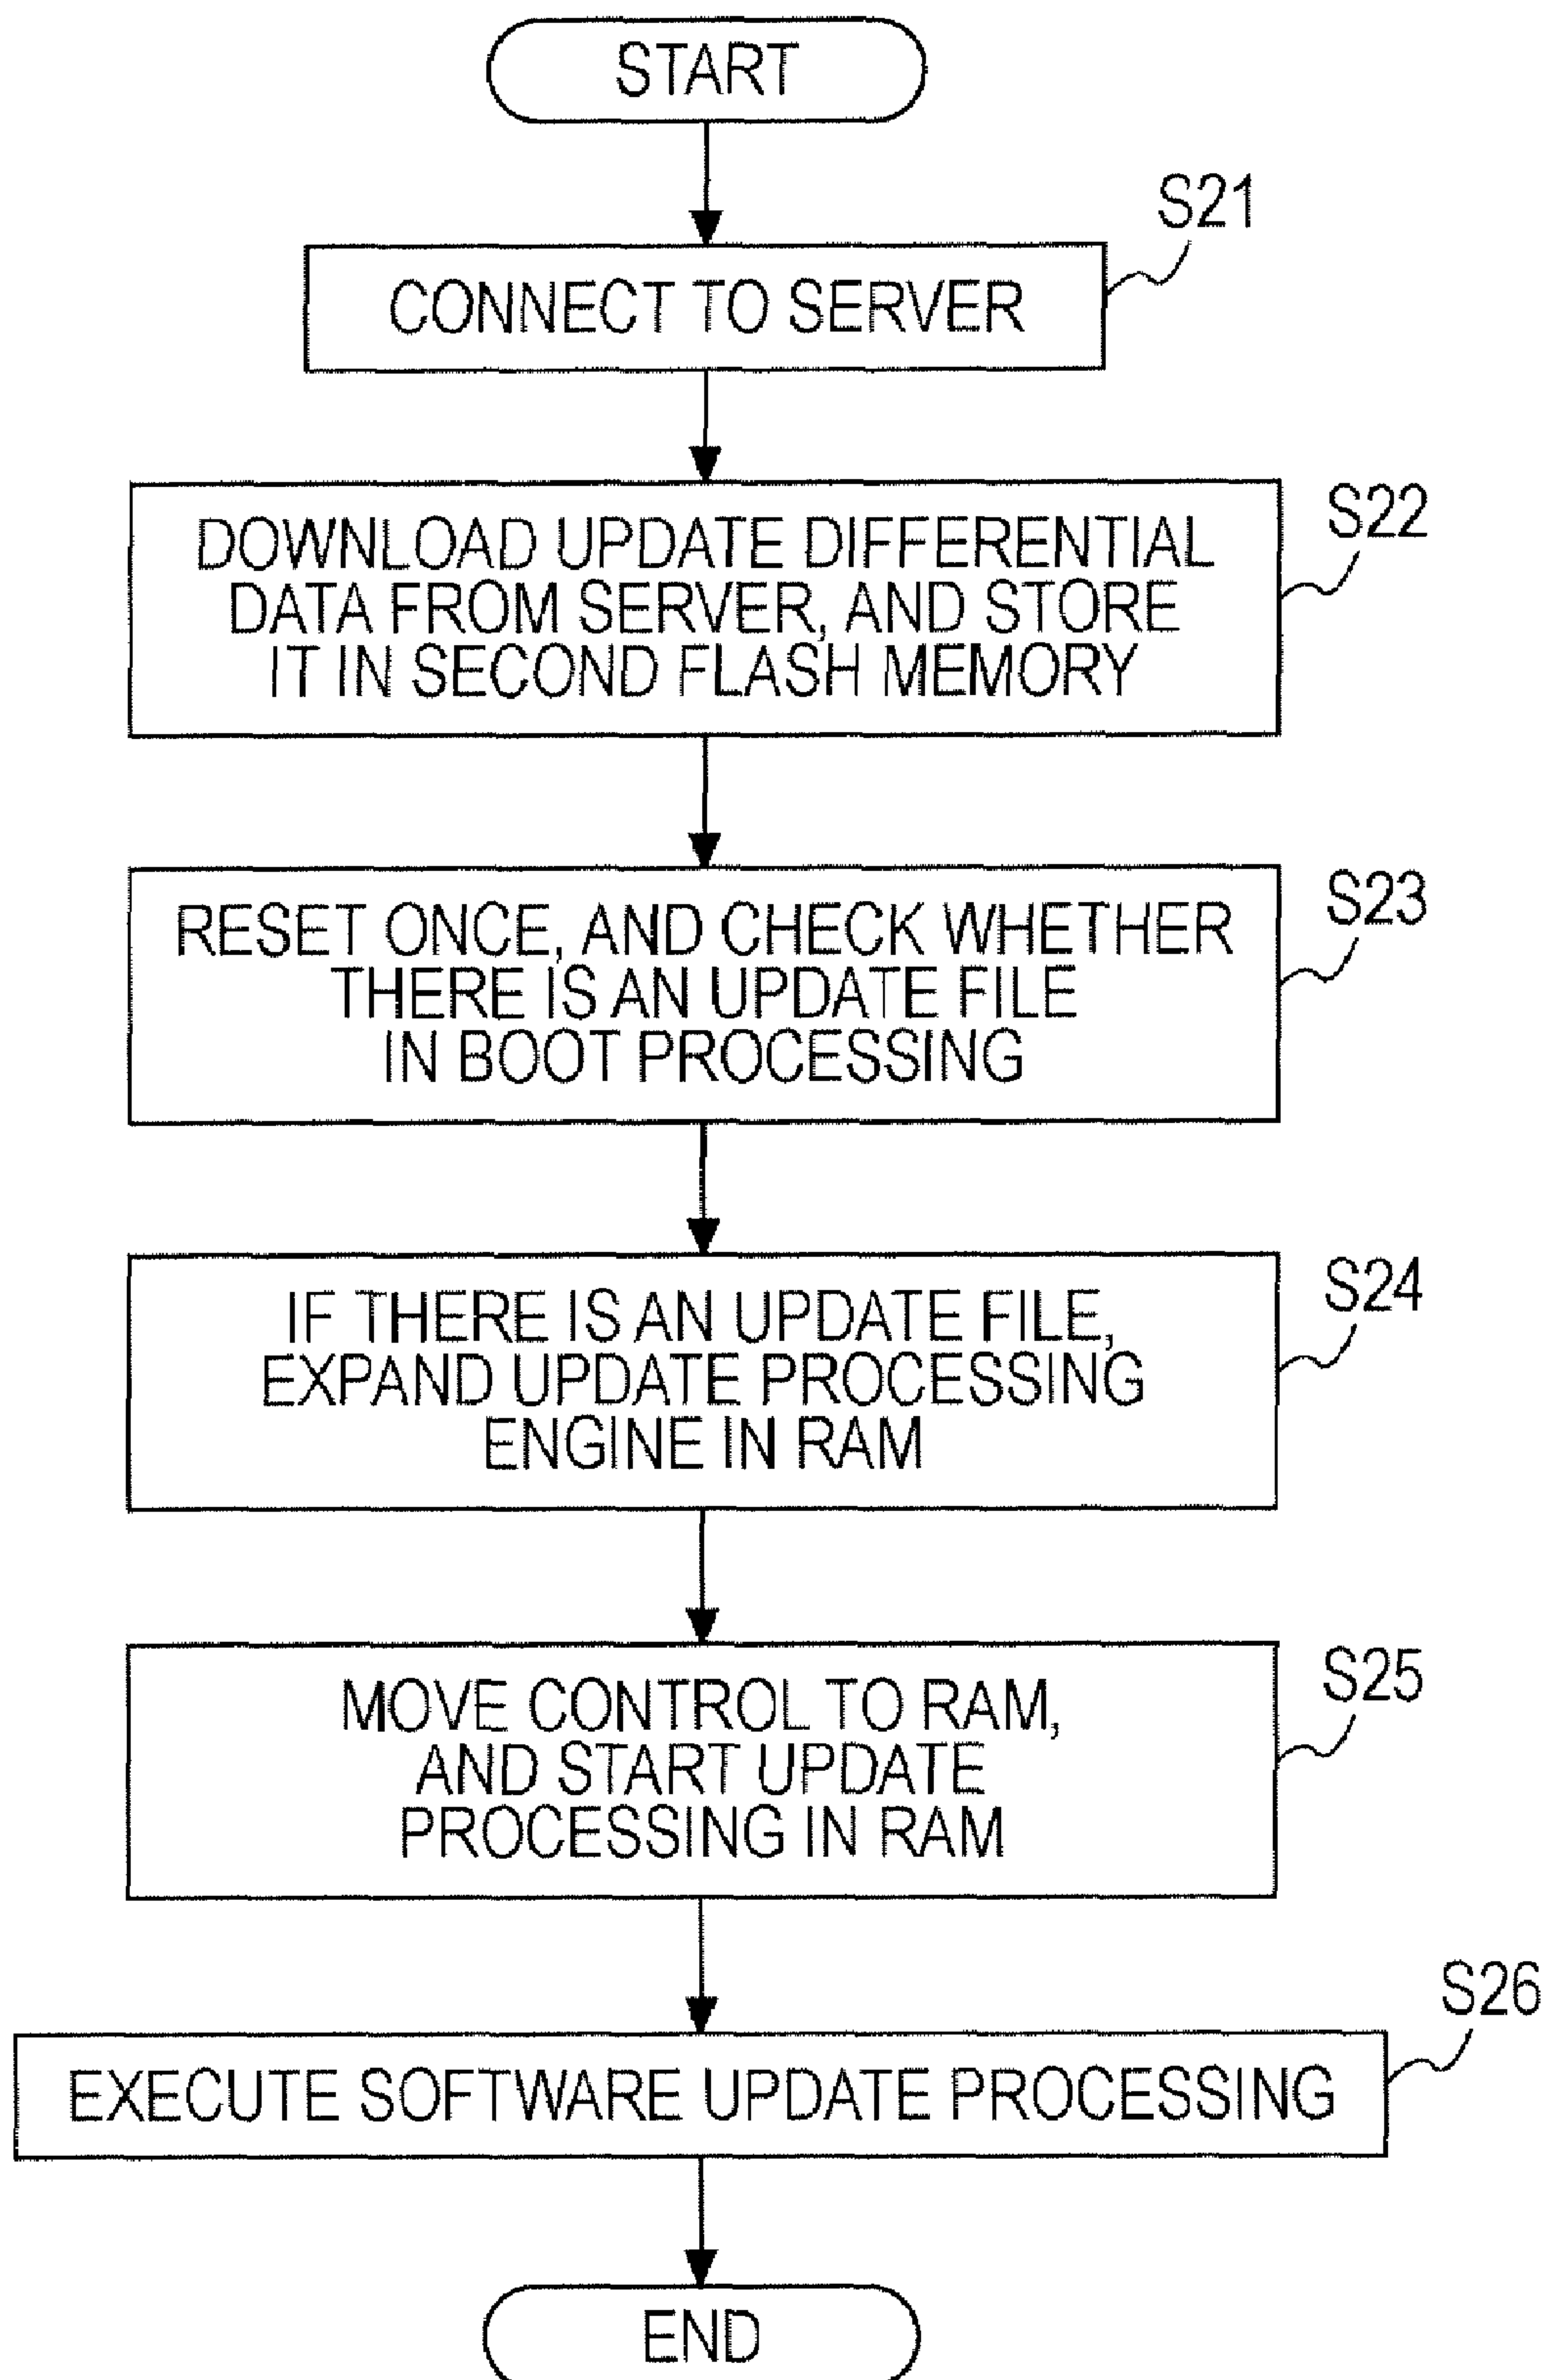 START
S21
CONNECT TO SERVER
S22
DOWNLOAD UPDATE DIFFERENTIAL
DATA FROM SERVER, AND STORE
IT IN SECOND FLASH MEMORY
S23
RESET ONCE, AND CHECK WHETHER
THERE IS AN UPDATE FILE
IN BOOT PROCESSING
S24
IF THERE IS AN UPDATE FILE,
EXPAND UPDATE PROCESSING
ENGINE IN RAM
S25
MOVE CONTROL TO RAM,
AND START UPDATE
PROCESSING IN RAM
S26
EXECUTE SOFTWARE UPDATE PROCESSING
END